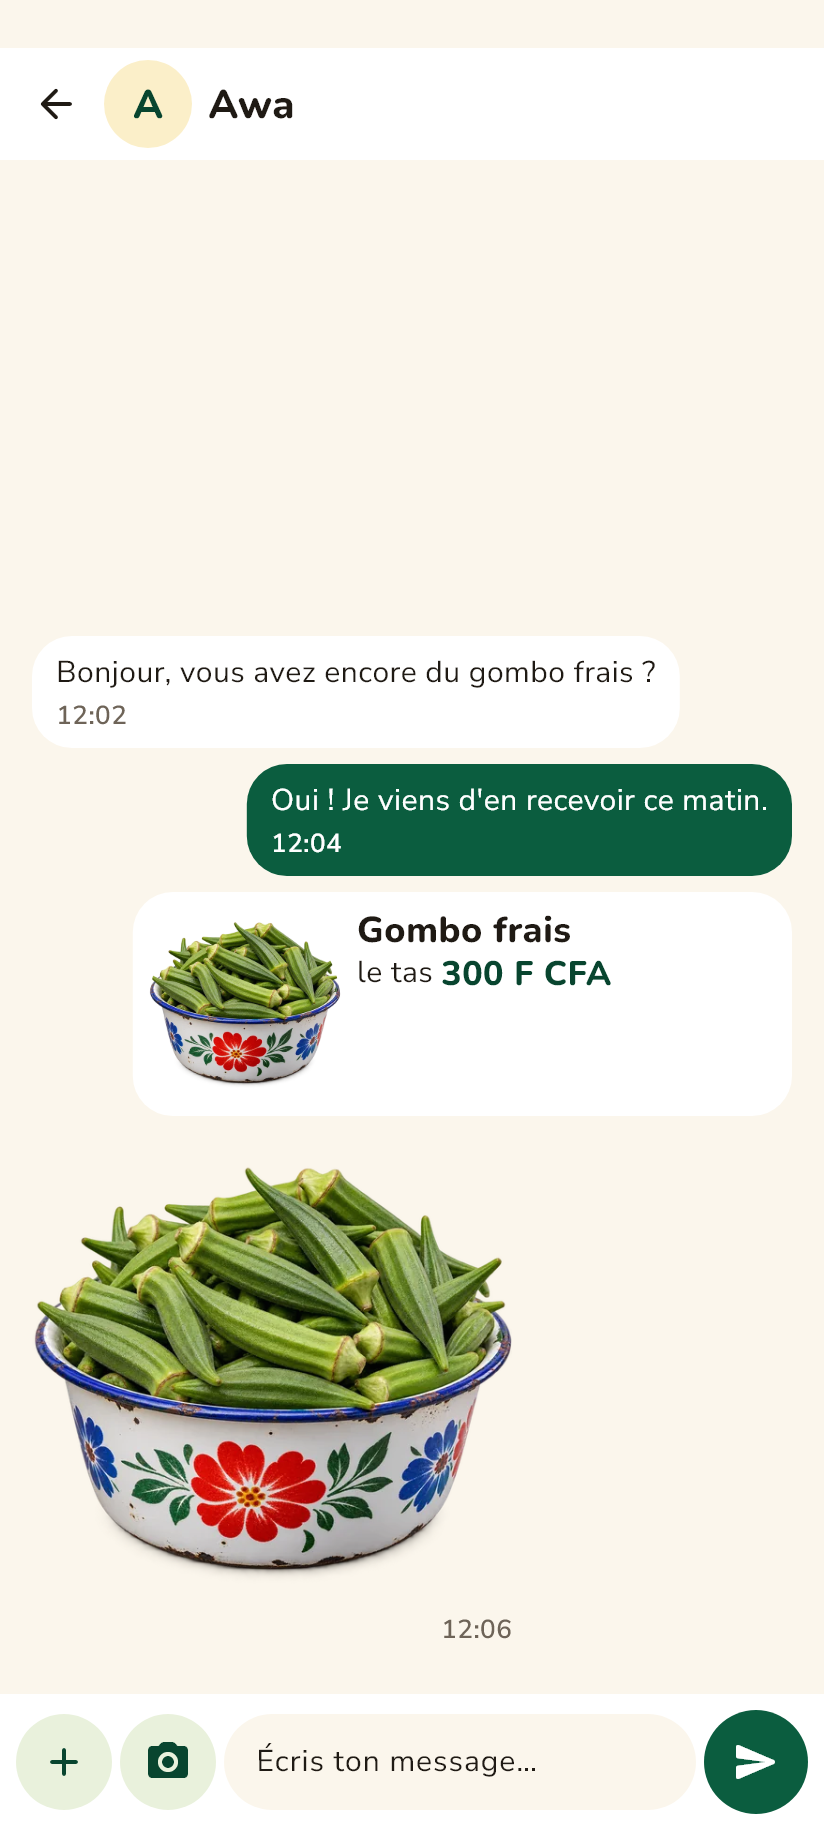 A
Awa
Bonjour, vous avez encore du gombo frais ?
12:02
Oui ! Je viens d'en recevoir ce matin.
12:04
Gombo frais
le tas 300 F CFA
12:06
Écris ton message...